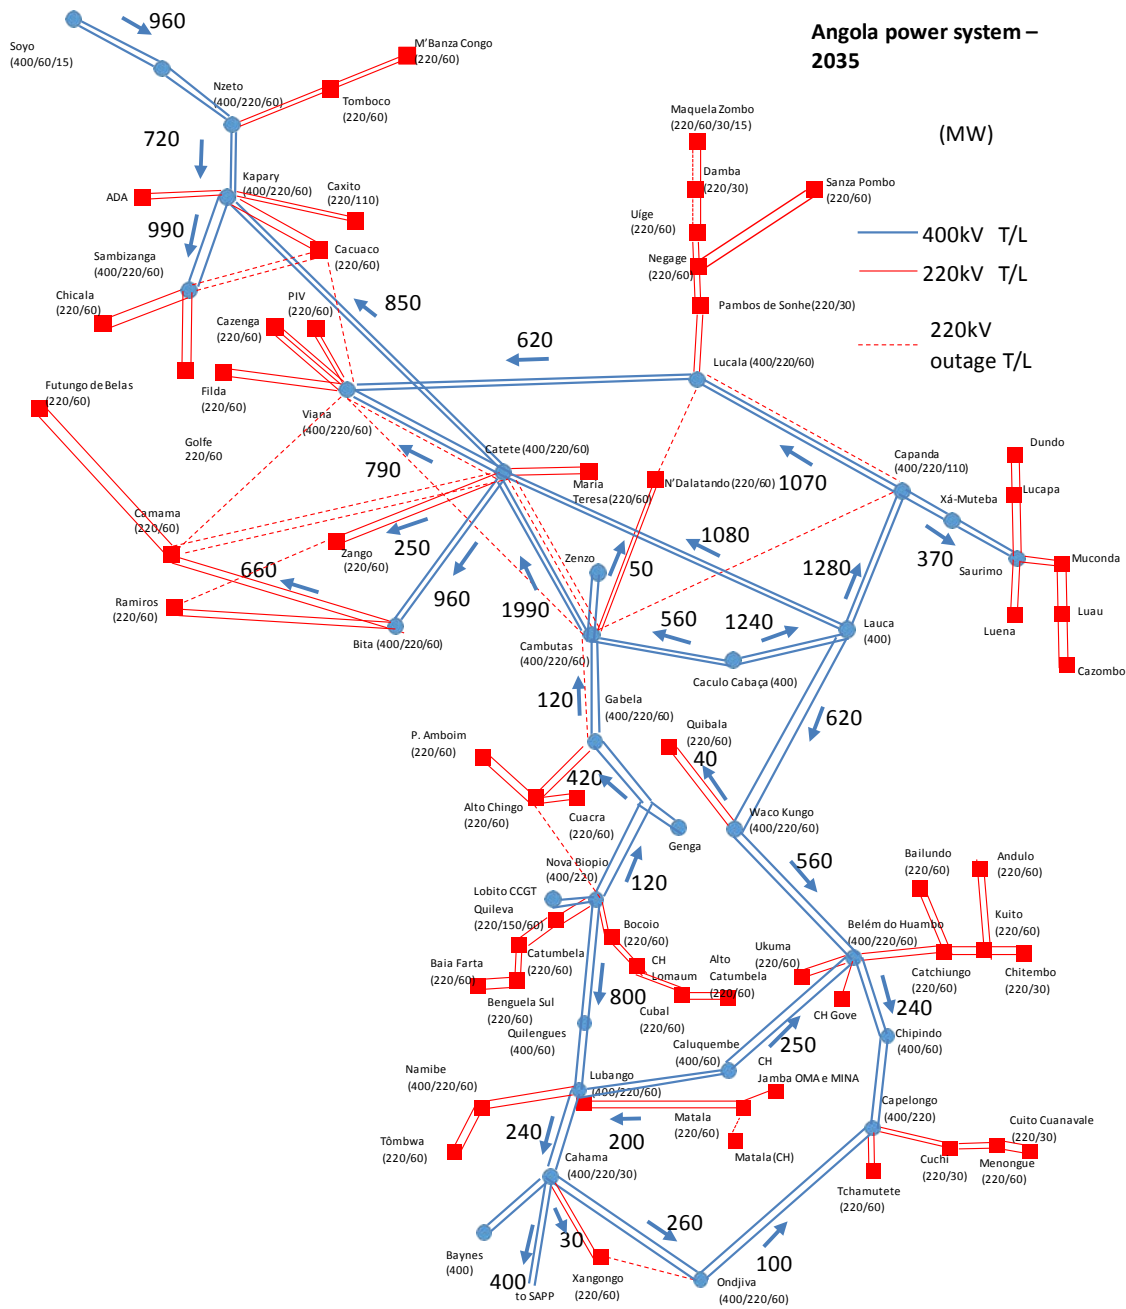 Angola power system –
2035
(MW)
400kV T/L
220kV T/L
220kV
outage T/L
960
Soyo
(400/60/15)
Nzeto
(400/220/60)
M'Banza Congo
(220/60)
Tomboco
(220/60)
720
Kapary
(400/220/60)
ADA
Caxito
(220/110)
990
Cacuaco
(220/60)
Sambizanga
(400/220/60)
Chicala
(220/60)
PIV
(220/60)
Cazenga
(220/60)
850
Filda
(220/60)
Futungo de Belas
(220/60)
Viana
(400/220/60)
Golfe
220/60
620
Maquela Zombo
(220/60/30/15)
Damba
(220/30)
Sanza Pombo
(220/60)
Uíge
(220/60)
Negage
(220/60)
Pambos de Sonhe(220/30)
Lucala (400/220/60)
Catete (400/220/60)
790
Maria
Teresa(220/60)
N'Dalatando(220/60)
1070
Capanda
(400/220/110)
Dundo
Lucapa
Xá-Muteba
370
Saurimo
Muconda
Luau
Luena
Cazombo
Camama
(220/60)
Zango
(220/60)
250
660
960
1990
Zenzo
50
1080
1280
Ramiros
(220/60)
Bita (400/220/60)
Cambutas
(400/220/60)
560
1240
Lauca
(400)
Caculo Cabaça (400)
120
Gabela
(400/220/60)
620
Quibala
(220/60)
40
P. Amboim
(220/60)
420
Alto Chingo
(220/60)
Cuacra
(220/60)
Genga
Waco Kungo
(400/220/60)
560
Nova Biopio
(400/220)
120
Lobito CCGT
Quileva
(220/150/60)
Bailundo
(220/60)
Andulo
(220/60)
Kuito
(220/60)
Belém do Huambo
(400/220/60)
Bocoio
(220/60)
Catumbela
(220/60)
Baia Farta
(220/60)
CH
Lomaum
Alto
Catumbela
(220/60)
Ukuma
(220/60)
Catchiungo
(220/60)
Chitembo
(220/30)
Benguela Sul
(220/60)
800
Cubal
(220/60)
CH Gove
240
Quilengues
(400/60)
Chipindo
(400/60)
Caluquembe
(400/60)
250
Namibe
(400/220/60)
Lubango
(400/220/60)
CH
Jamba OMA e MINA
Capelongo
(400/220)
Matala
(220/60)
200
240
Matala(CH)
Tômbwa
(220/60)
Cuito Cuanavale
(220/30)
Cuchi
(220/30)
Menongue
(220/60)
Tchamutete
(220/60)
Cahama
(400/220/30)
260
30
100
Baynes
(400)
400
to SAPP
Xangongo
(220/60)
Ondjiva
(400/220/60)